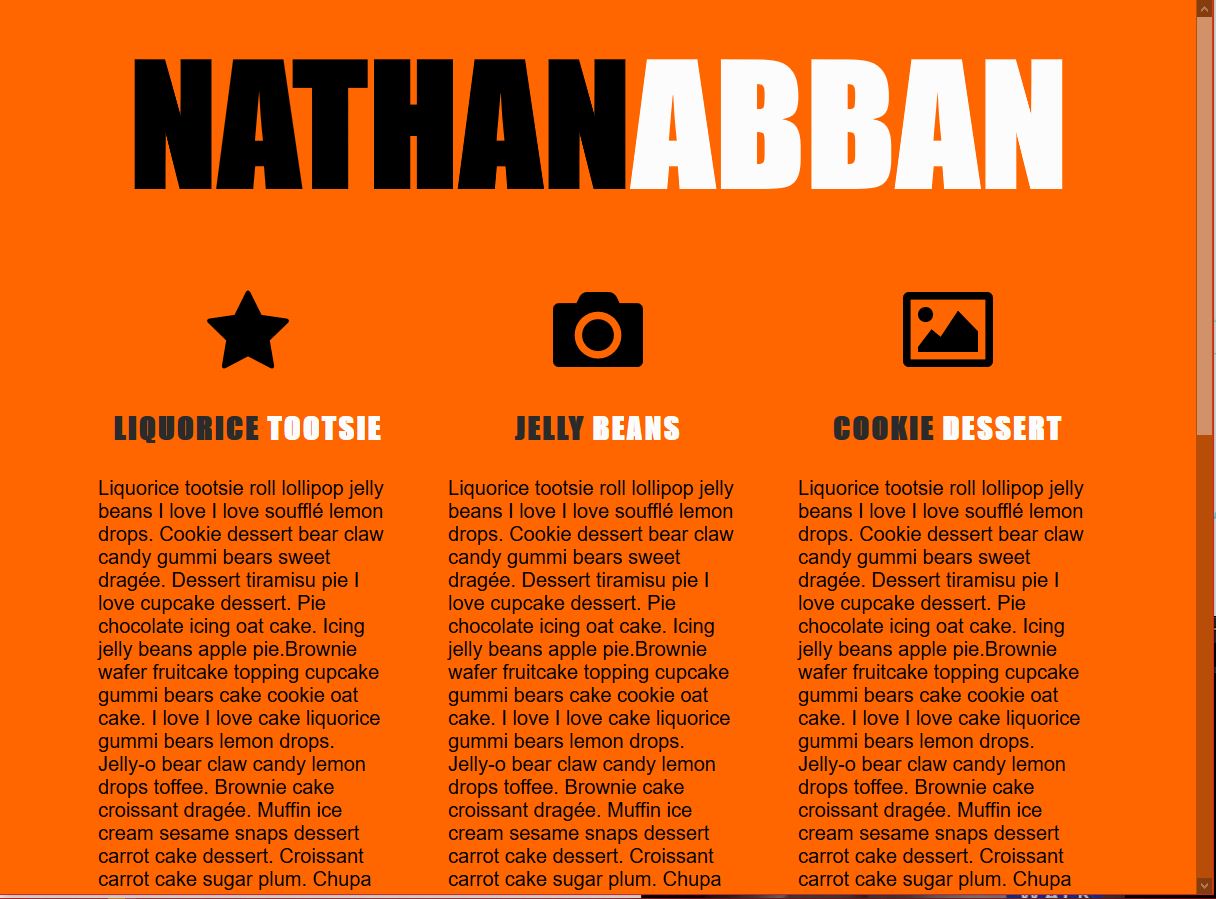 NATHANABBAN
LIQUORICE TOOTSIE
Liquorice tootsie roll lollipop jelly
beans I love I love soufflé lemon
drops. Cookie dessert bear claw
candy gummi bears sweet
dragée. Dessert tiramisu pie I
love cupcake dessert. Pie
chocolate icing oat cake. Icing
jelly beans apple pie.Brownie
wafer fruitcake topping cupcake
gummi bears cake cookie oat
cake. I love I love cake liquorice
gummi bears lemon drops.
Jelly-o bear claw candy lemon
drops toffee. Brownie cake
croissant dragée. Muffin ice
cream sesame snaps dessert
carrot cake dessert. Croissant
carrot cake sugar plum. Chupa
JELLY BEANS
Liquorice tootsie roll lollipop jelly
beans I love I love soufflé lemon
drops. Cookie dessert bear claw
candy gummi bears sweet
dragée. Dessert tiramisu pie I
love cupcake dessert. Pie
chocolate icing oat cake. Icing
jelly beans apple pie.Brownie
wafer fruitcake topping cupcake
gummi bears cake cookie oat
cake. I love I love cake liquorice
gummi bears lemon drops.
Jelly-o bear claw candy lemon
drops toffee. Brownie cake
croissant dragée. Muffin ice
cream sesame snaps dessert
carrot cake dessert. Croissant
carrot cake sugar plum. Chupa
COOKIE DESSERT
Liquorice tootsie roll lollipop jelly
beans I love I love soufflé lemon
drops. Cookie dessert bear claw
candy gummi bears sweet
dragée. Dessert tiramisu pie I
love cupcake dessert. Pie
chocolate icing oat cake. Icing
jelly beans apple pie.Brownie
wafer fruitcake topping cupcake
gummi bears cake cookie oat
cake. I love I love cake liquorice
gummi bears lemon drops.
Jelly-o bear claw candy lemon
drops toffee. Brownie cake
croissant dragée. Muffin ice
cream sesame snaps dessert
carrot cake dessert. Croissant
carrot cake sugar plum. Chupa